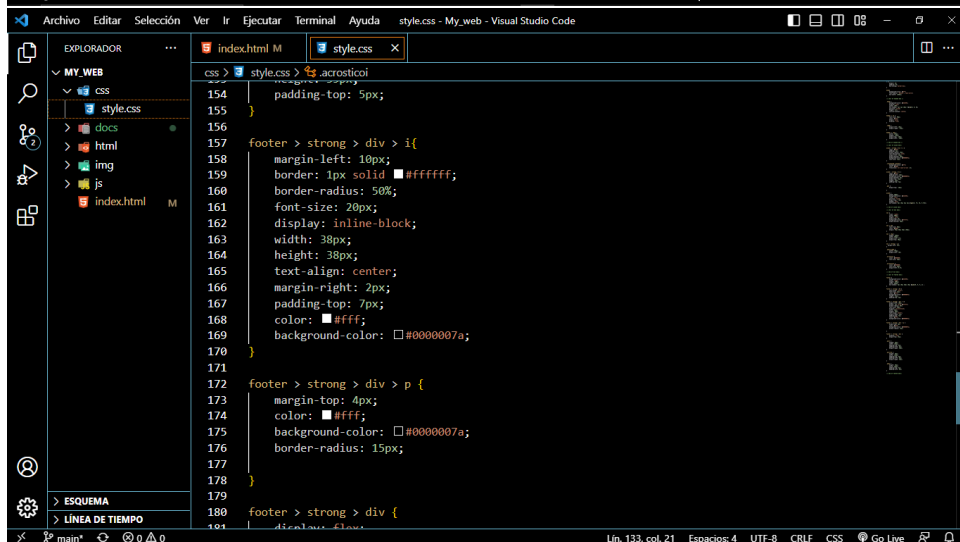 Archivo Editar Selección Ver Ir Ejecutar Terminal Ayuda style.css - My_web - Visual Studio Code
EXPLORADOR ...
MY_WEB
css
style.css
docs
html
img
js
index.html M
ESQUEMA
LÍNEA DE TIEMPO
index.html M style.css
css > style.css > .acrosticoi
154 padding-top: 5px;
155 }
156
157 footer > strong > div > i{
158 margin-left: 10px;
159 border: 1px solid #ffffff;
160 border-radius: 50%;
161 font-size: 20px;
162 display: inline-block;
163 width: 38px;
164 height: 38px;
165 text-align: center;
166 margin-right: 2px;
167 padding-top: 7px;
168 color: #fff;
169 background-color: #0000007a;
170 }
171
172 footer > strong > div > p {
173 margin-top: 4px;
174 color: #fff;
175 background-color: #0000007a;
176 border-radius: 15px;
177
178 }
179
180 footer > strong > div {
181 display: flex;
2
main* 0 0 Lín. 133, col. 21 Espacios: 4 UTF-8 CRLF CSS Go Live